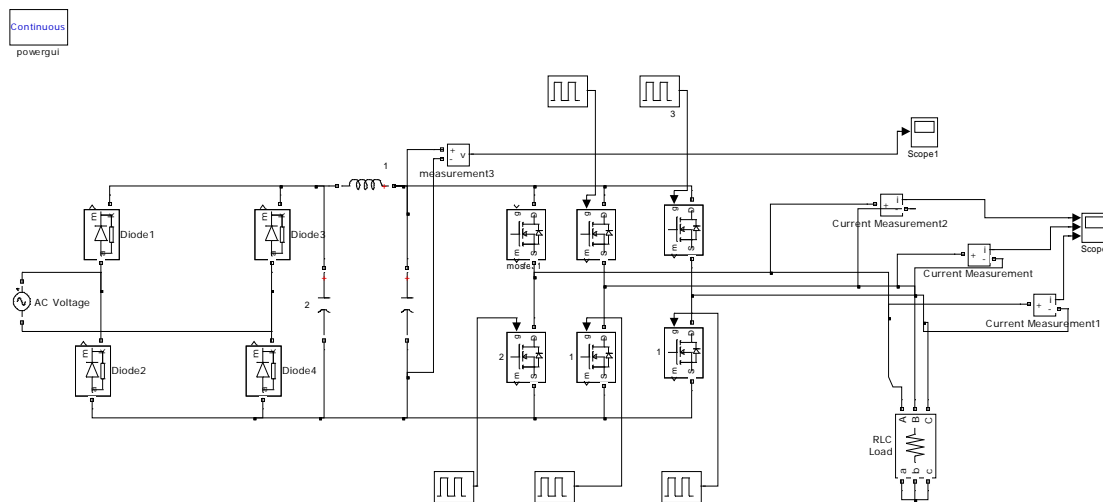 Continuous
powergui
3
1
+
-
v
measurement3
Scope1
m
Diode1
m
Diode3
g
D
m
S
mosfet1
g
D
m
S
g
D
m
S
+
i
-
Current Measurement2
Scope
+
i
-
Current Measurement
+
i
-
Current Measurement1
AC Voltage
2
m
Diode2
m
Diode4
2
g
D
m
S
1
g
D
m
S
1
g
D
m
S
A
B
C
RLC
Load
a
b
c